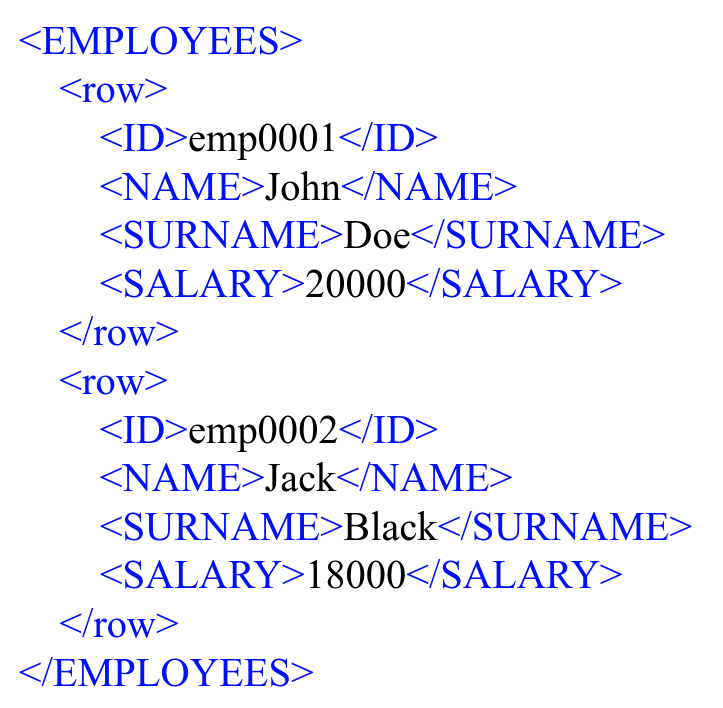 <EMPLOYEES>
<row>
<ID>emp0001</ID>
<NAME>John</NAME>
<SURNAME>Doe</SURNAME>
<SALARY>20000</SALARY>
</row>
<row>
<ID>emp0002</ID>
<NAME>Jack</NAME>
<SURNAME>Black</SURNAME>
<SALARY>18000</SALARY>
</row>
</EMPLOYEES>